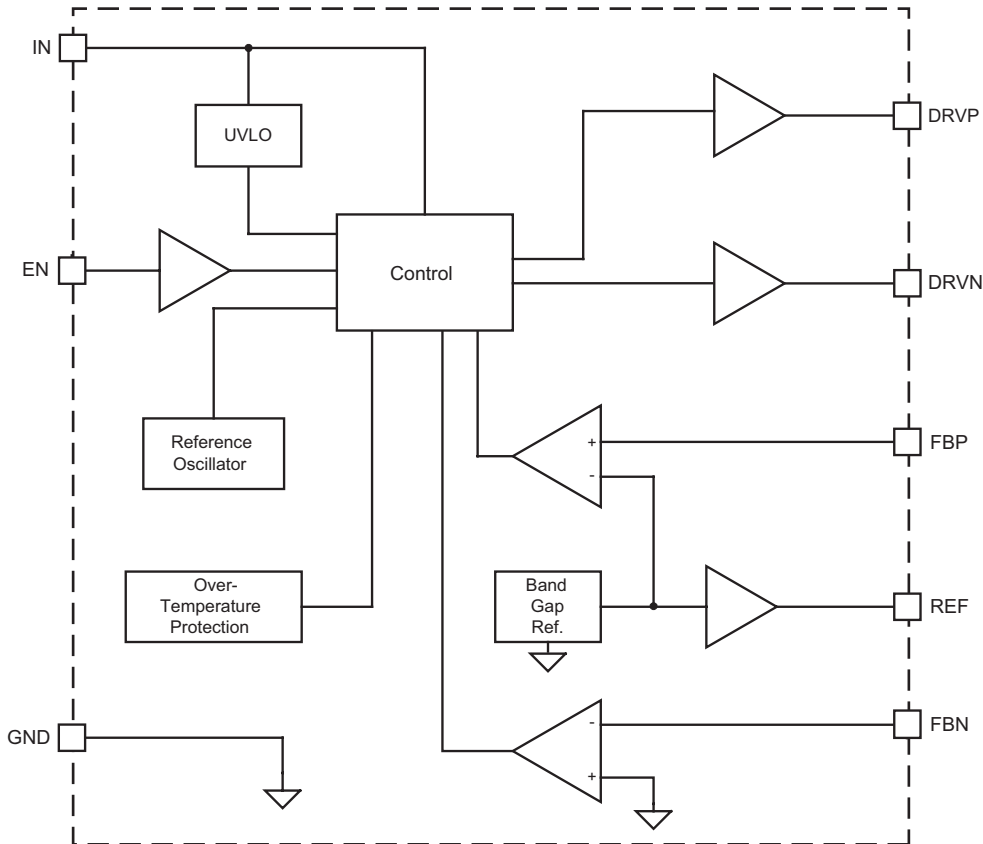 IN
UVLO
DRVP
EN
Control
DRVN
Reference
Oscillator
+
-
FBP
Over-
Temperature
Protection
Band
Gap
Ref.
REF
GND
-
+
FBN